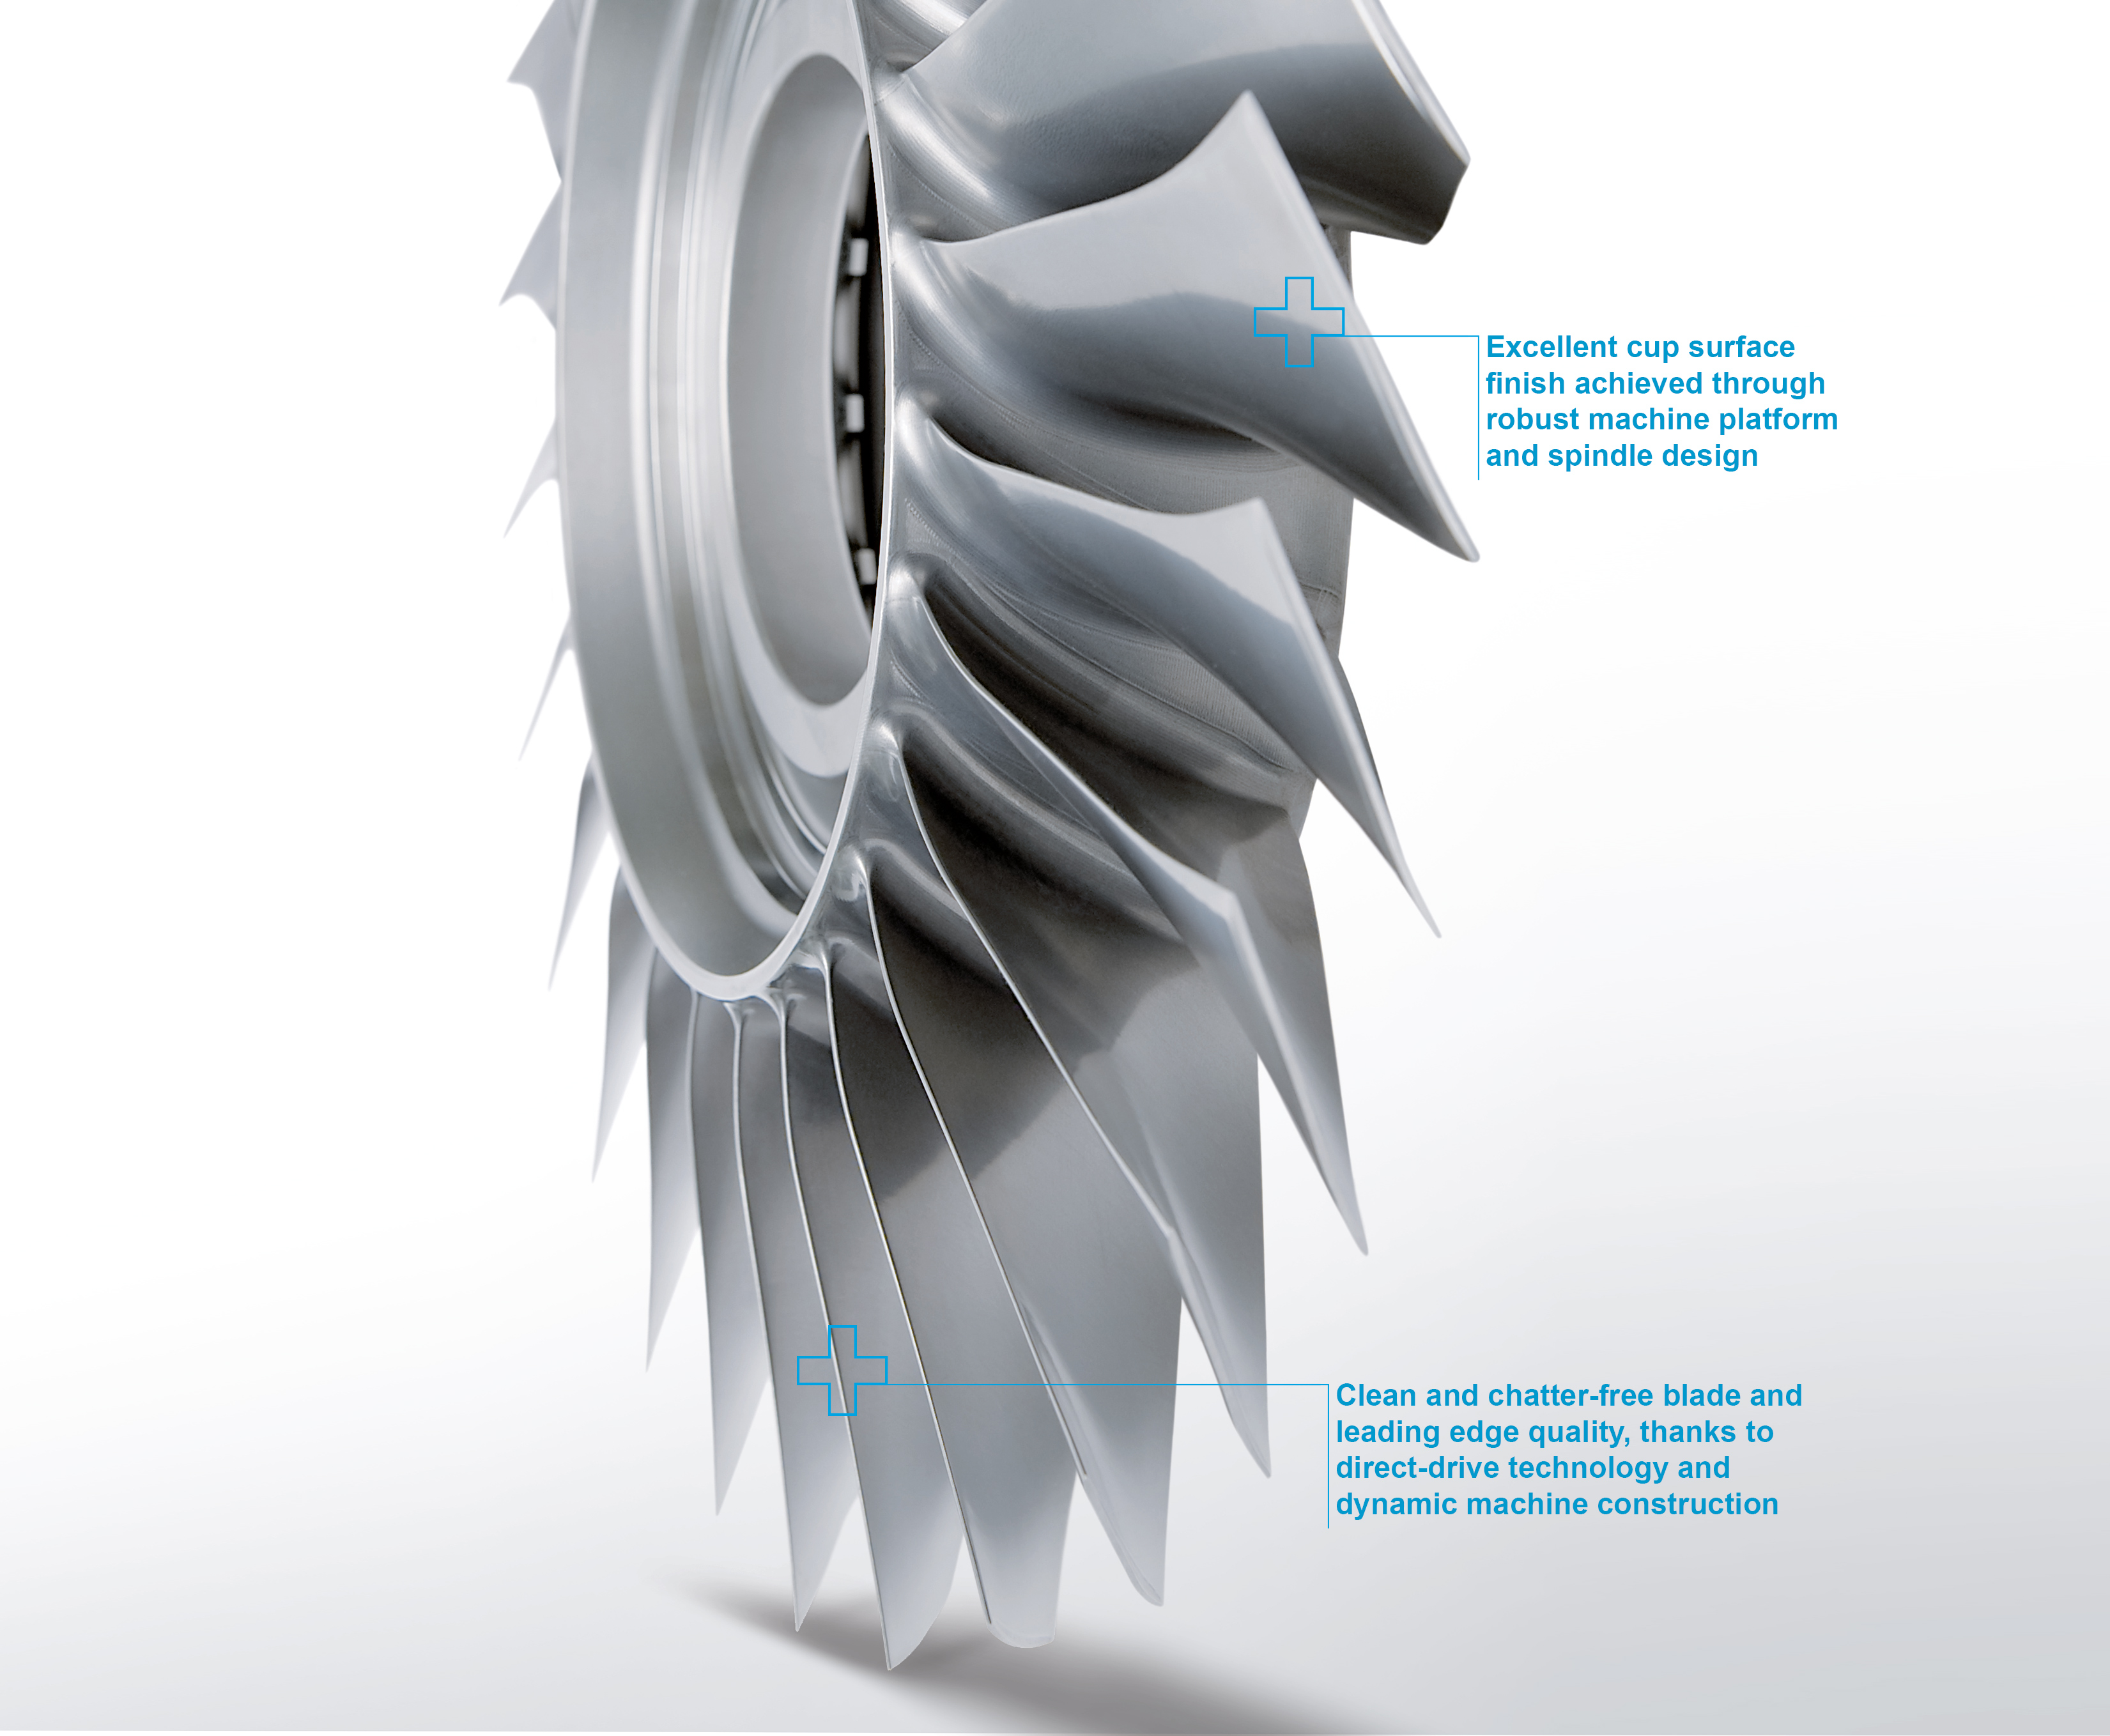 Excellent cup surface
finish achieved through
robust machine platform
and spindle design
Clean and chatter-free blade and
leading edge quality, thanks to
direct-drive technology and
dynamic machine construction